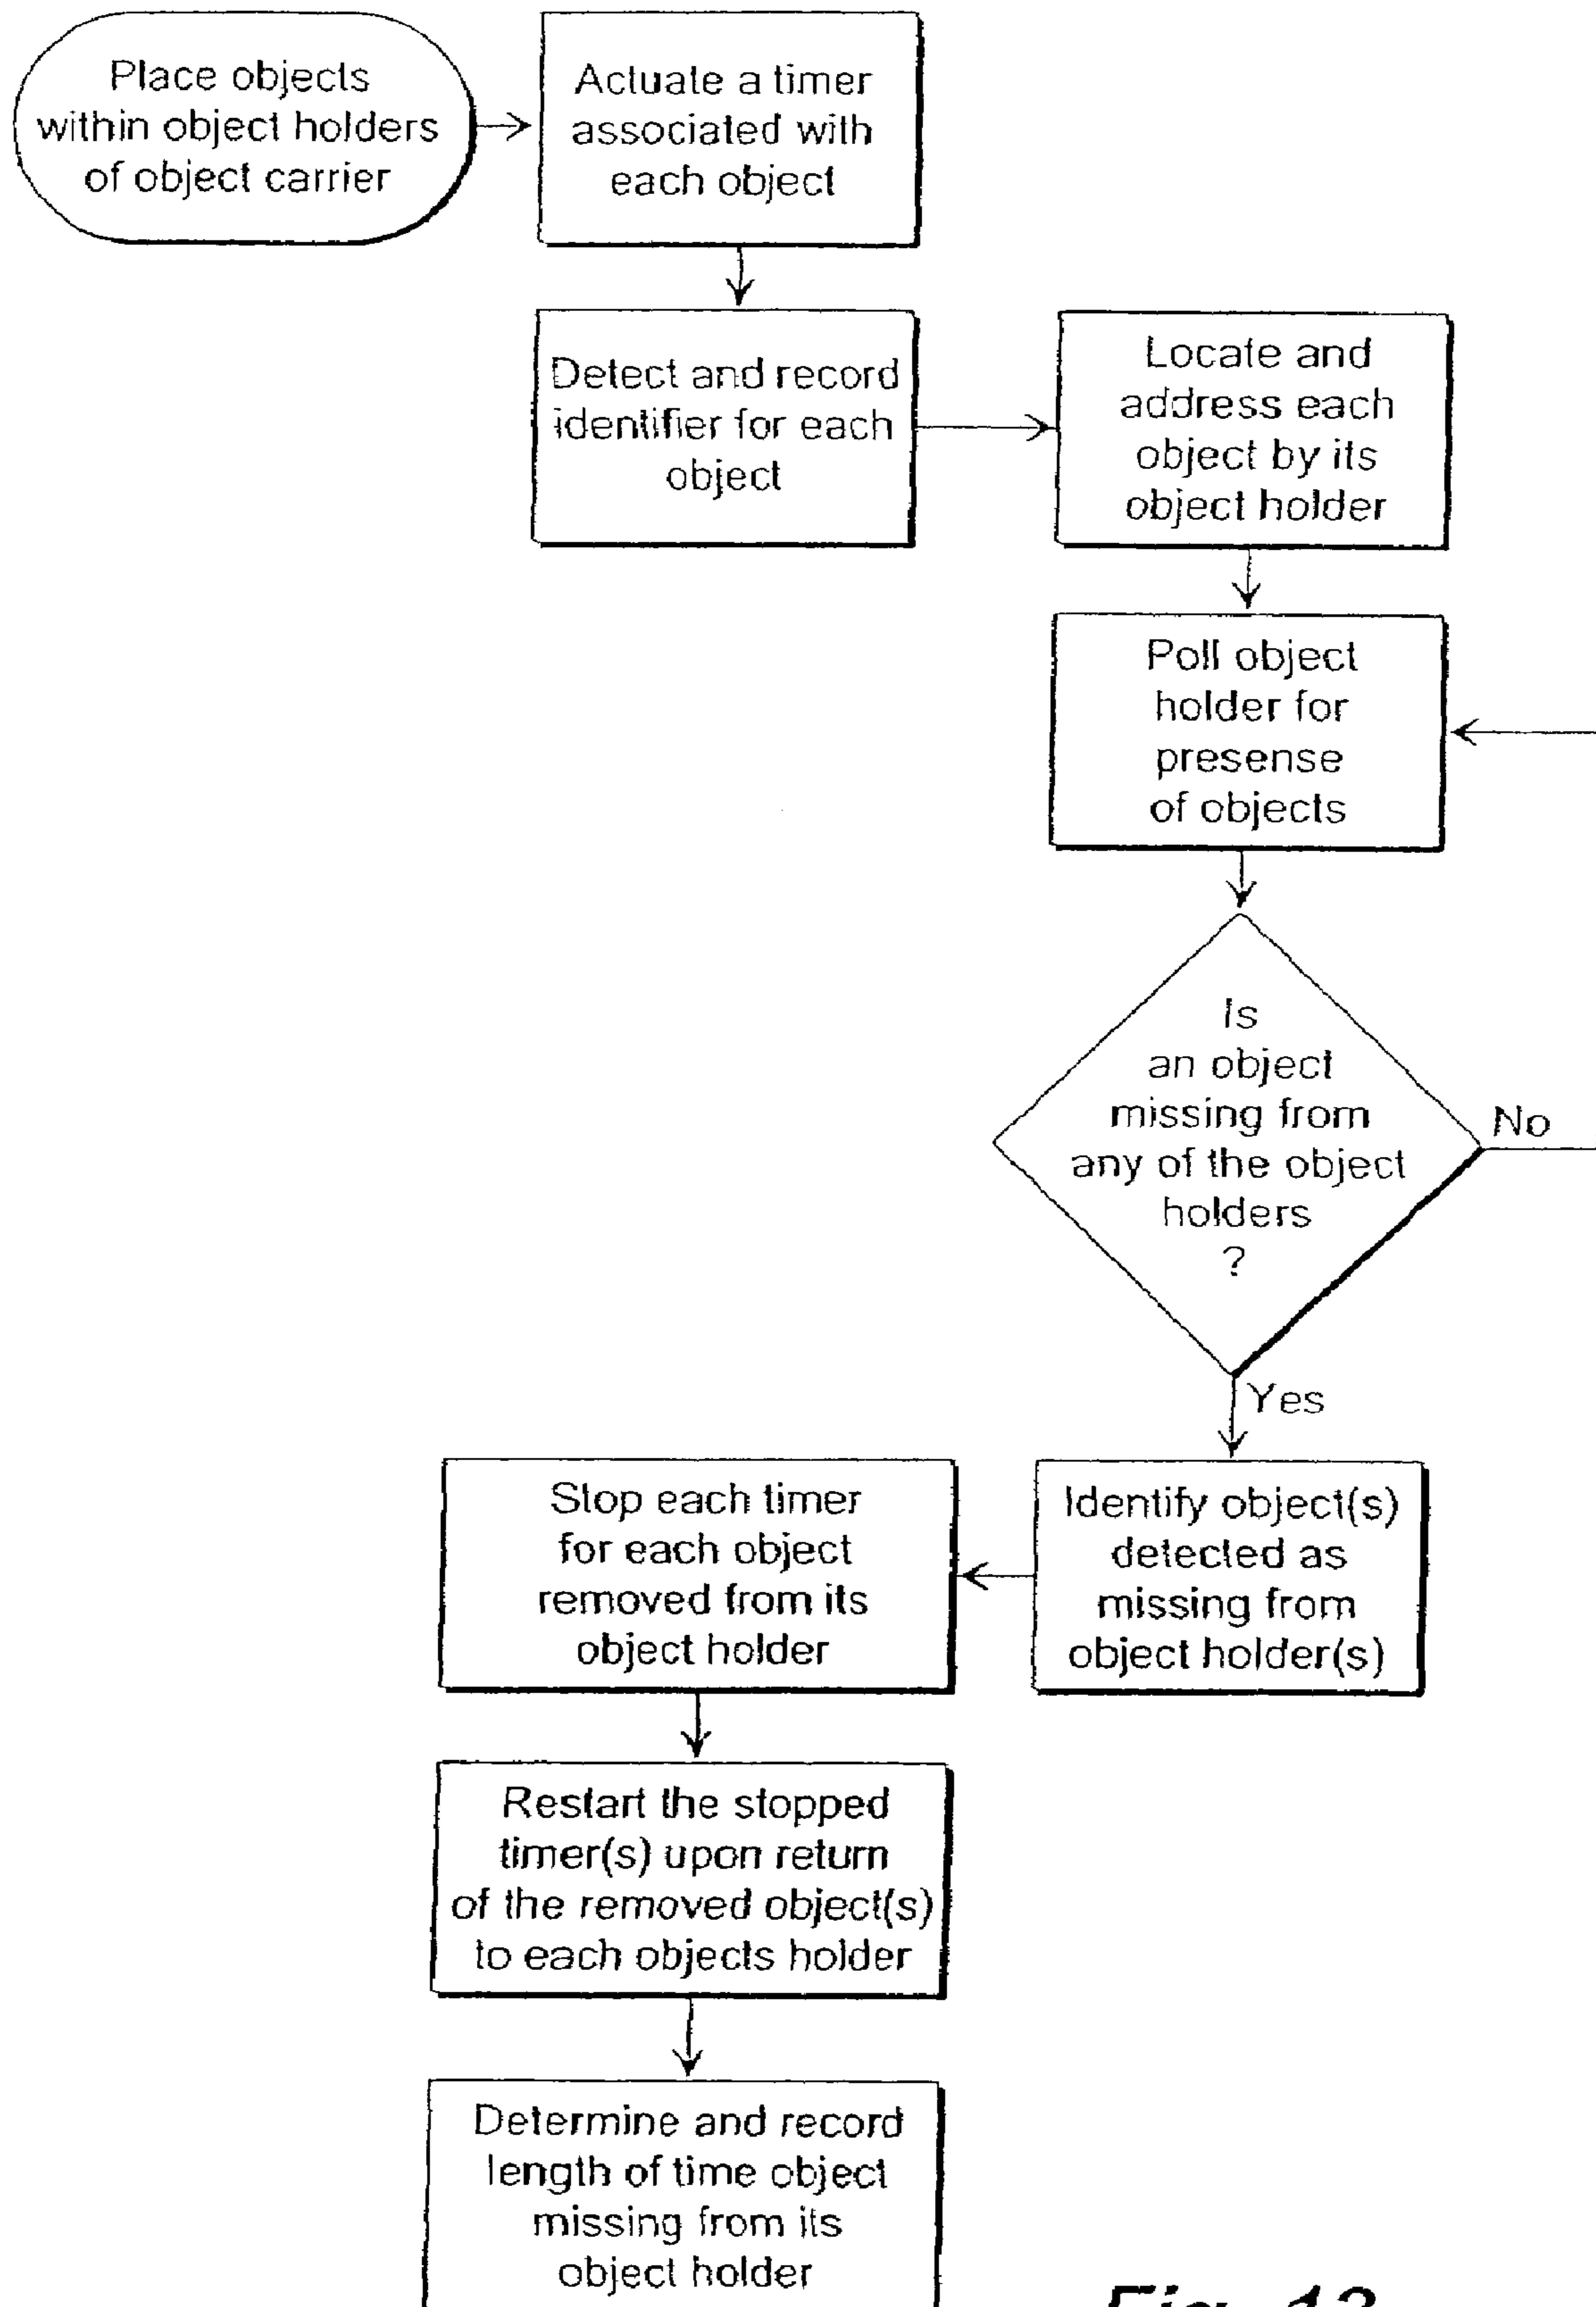 Place objects
within object holders
of object carrier
Actuate a timer
associated with
each object
Detect and record
identifier for each
object
Locate and
address each
object by its
object holder
Poll object
holder for
presense
of objects
Is
an object
missing from
any of the object
holders
?
No
Yes
Identify object(s)
detected as
missing from
object holder(s)
Stop each timer
for each object
removed from its
object holder
Restart the stopped
timer(s) upon return
of the removed object(s)
to each objects holder
Determine and record
length of time object
missing from its
object holder
Fig. 13